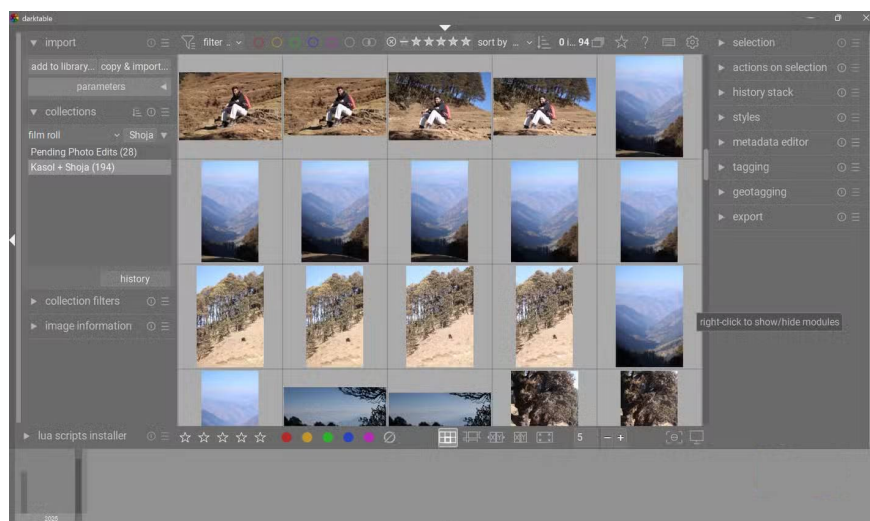 darktable
import
filter ..
sort by ...
0 i... 94
selection
add to library... copy & import...
parameters
actions on selection
history stack
collections
styles
film roll
Shoja
metadata editor
Pending Photo Edits (28)
Kasol + Shoja (194)
tagging
geotagging
export
history
collection filters
image information
right-click to show/hide modules
lua scripts installer
5
- +
2025